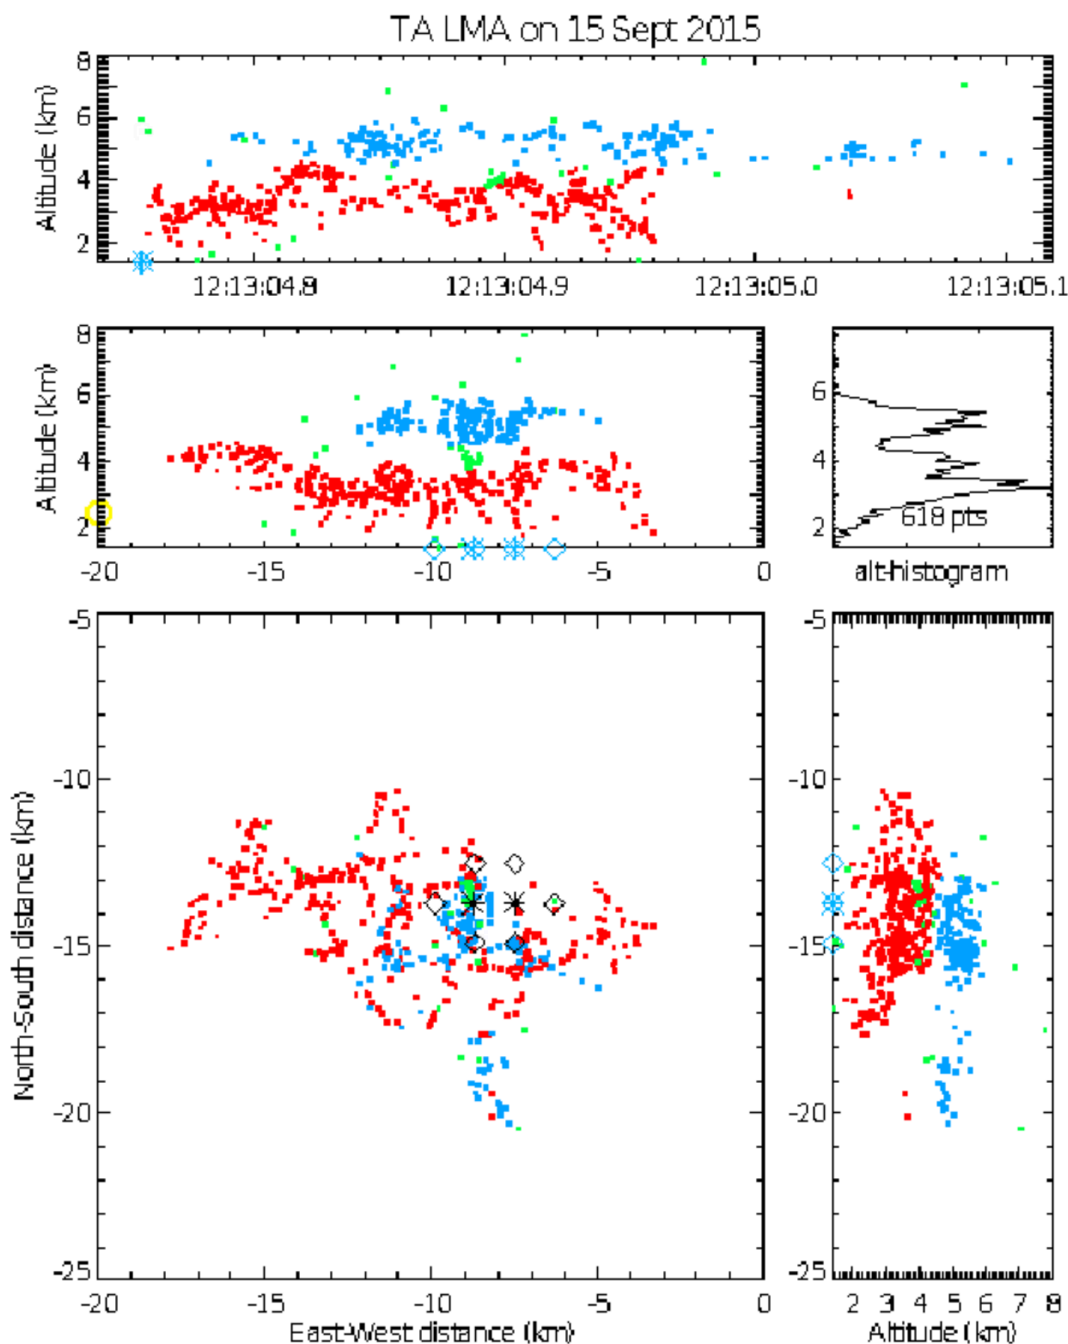 TA LMA on 15 Sept 2015
8
6
4
2
Altitude (km)
12:13:04.8 12:13:04.9 12:13:05.0 12:13:05.1
8
6
4
2
Altitude (km)
-20 -15 -10 -5 0
6
4
2
618 pts
alt-histogram
-5
-10
-15
-20
-25
North-South distance (km)
-20 -15 -10 -5 0
East-West distance (km)
-5
-10
-15
-20
-25
2 3 4 5 6 7 8
Altitude (km)